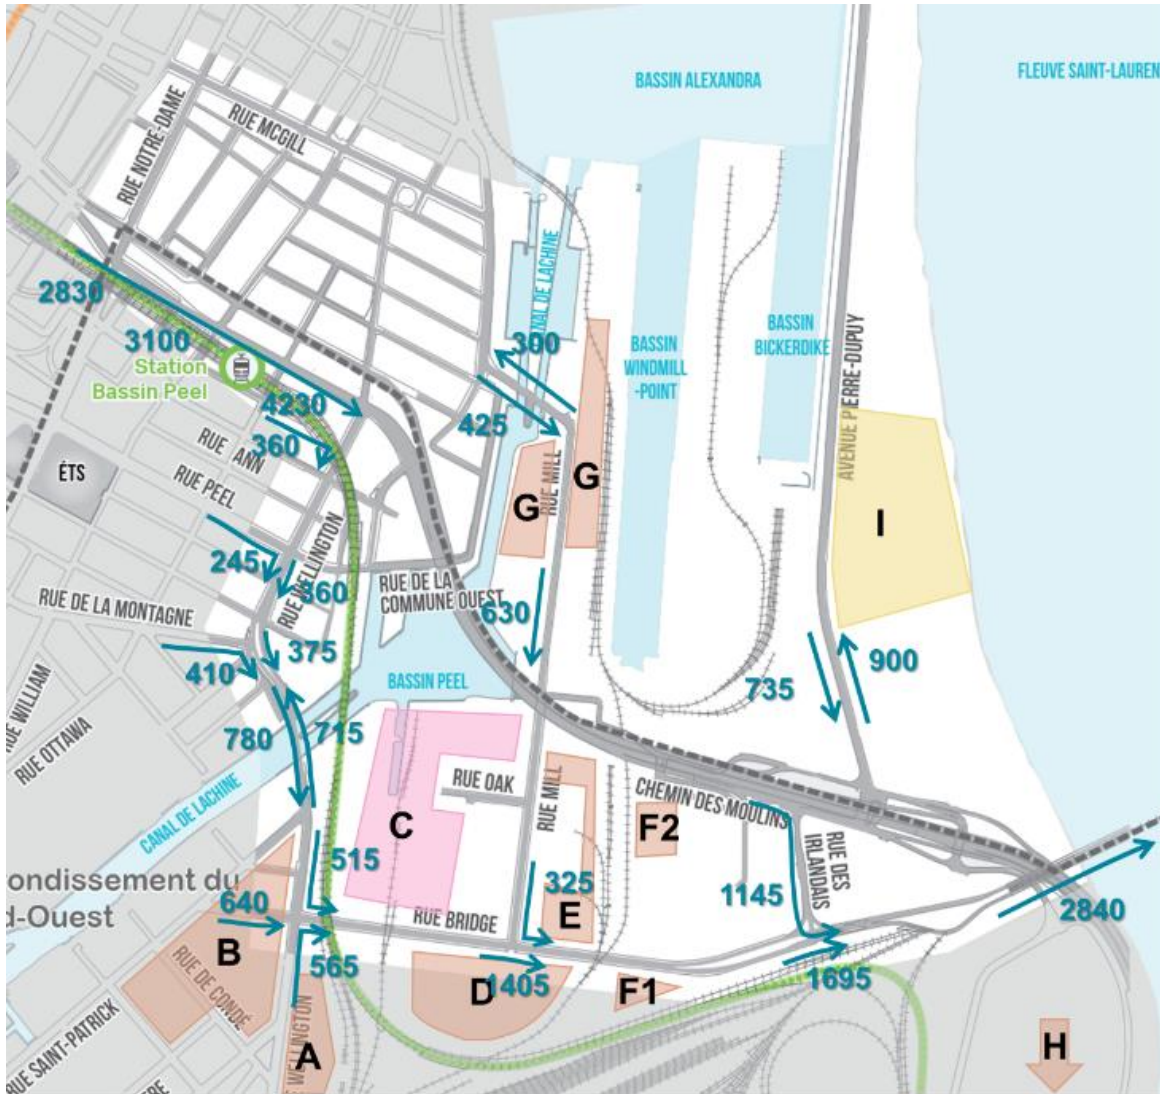 BASSIN ALEXANDRA
FLEUVE SAINT-LAUREN
RUE MCGILL
RUE NOTRE-DAME
CANAL DE LACHINE
2830
3100
Station
Bassin Peel
300
BASSIN
WINDMILL
-POINT
BASSIN
BICKERDIKE
AVENUE PIERRE-DUPUY
4230
425
360
RUE ANN
RUE PEEL
ÉTS
RUE MILL
G
G
I
245
360
RUE WELLINGTON
RUE DE LA
COMMUNE OUEST
630
RUE DE LA MONTAGNE
375
410
BASSIN PEEL
735
900
RUE WILLIAM
RUE OTTAWA
780
715
CANAL DE LACHINE
RUE OAK
RUE MILL
CHEMIN DES MOULINS
C
F2
RUE DES
IRLANDAIS
ondissement du
d-Ouest
515
325
1145
640
RUE BRIDGE
E
2840
B
RUE DE CONDÉ
565
D
1405
F1
1695
RUE SAINT-PATRICK
E WELLINGTON
A
H
RE